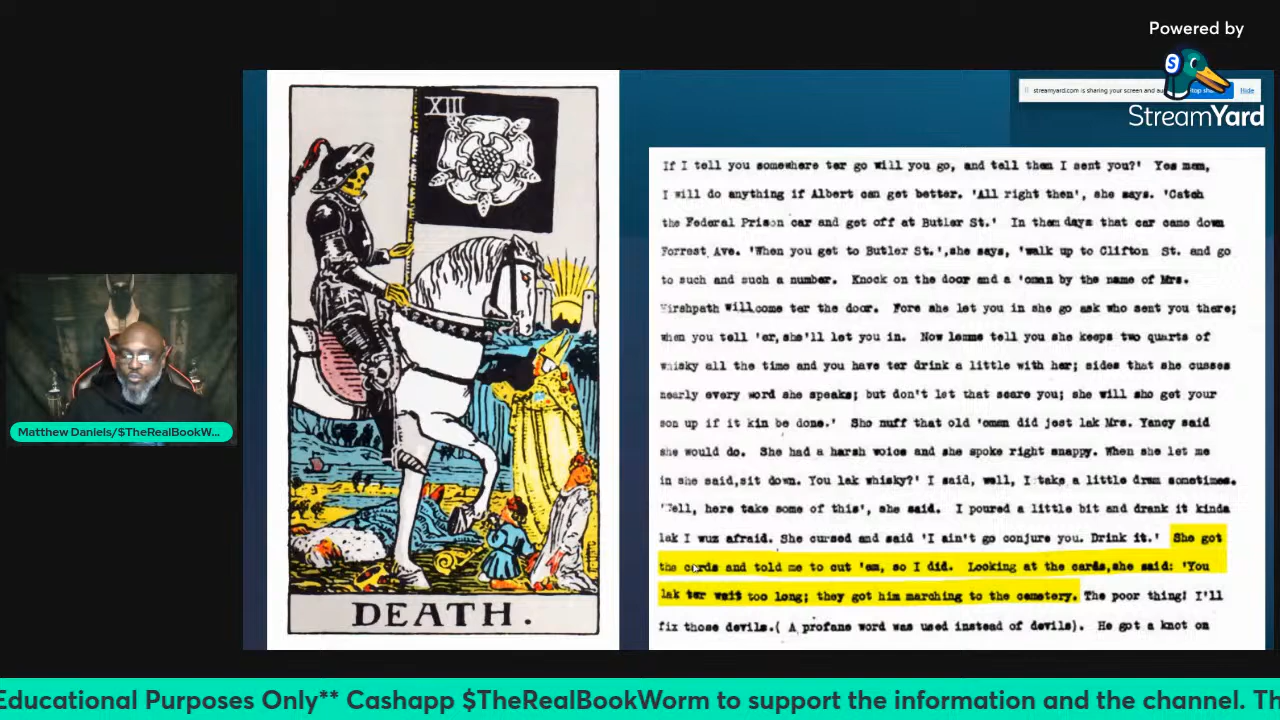 Powered by
StreamYard
streamyard.com is sharing your screen and
Hide
XIII
DEATH.
If I tell you somewhere ter go will you go, and tell them I sent you?' Yes mam,
I will do anything if Albert can get better. 'All right then', she says. 'Catch
the Federal Prison car and get off at Butler St.' In them days that car came down
Forrest Ave. 'When you get to Butler St.',she says, 'walk up to Clifton St. and go
to such and such a number. Knock on the door and a 'oman by the name of Mrs.
will come ter the door. Fore she let you in she go ask who sent you there;
when you tell 'er, she'll let you in. Now lemme tell you she keeps two quarts of
whisky all the time and you have ter drink a little with her; sides that she cusses
nearly every word she speaks; but don't let that scare you; she will sho get your
son up if it kin be done.' Sho nuff that old 'oman did jest lak Mrs. Yancy said
she would do. She had a harsh voice and she spoke right snappy. When she let me
in she said,sit down. You lak whisky?' I said, well, I take a little dram sometimes.
'Well, here take some of this', she said. I poured a little bit and drank it kinda
lak I wuz afraid. She cursed and said 'I ain't go conjure you. Drink it.' She got
the cards and told me to cut 'em, so I did. Looking at the cards,she said: 'You
lak ter wait too long; they got him marching to the cemetery. The poor thing! I'll
fix those devils.( A profane word was used instead of devils). He got a knot on
Matthew Daniels/$TheRealBookW...
Educational Purposes Only** Cashapp $TheRealBookWorm to support the information and the channel. Th